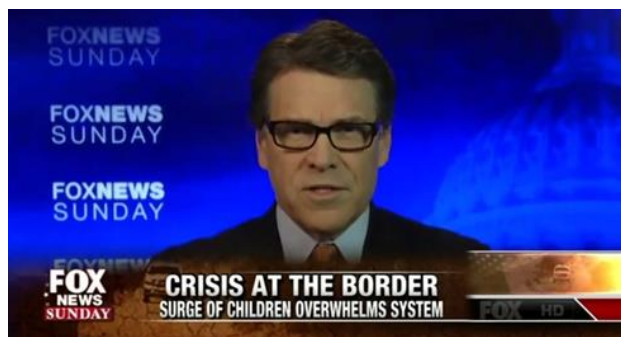 FOXNEWS
SUNDAY
FOXNEWS
SUNDAY
FOXNEWS
SUNDAY
FOXNEWS
FOX
NEWS
SUNDAY
CRISIS AT THE BORDER
SURGE OF CHILDREN OVERWHELMS SYSTEM
FOX HD